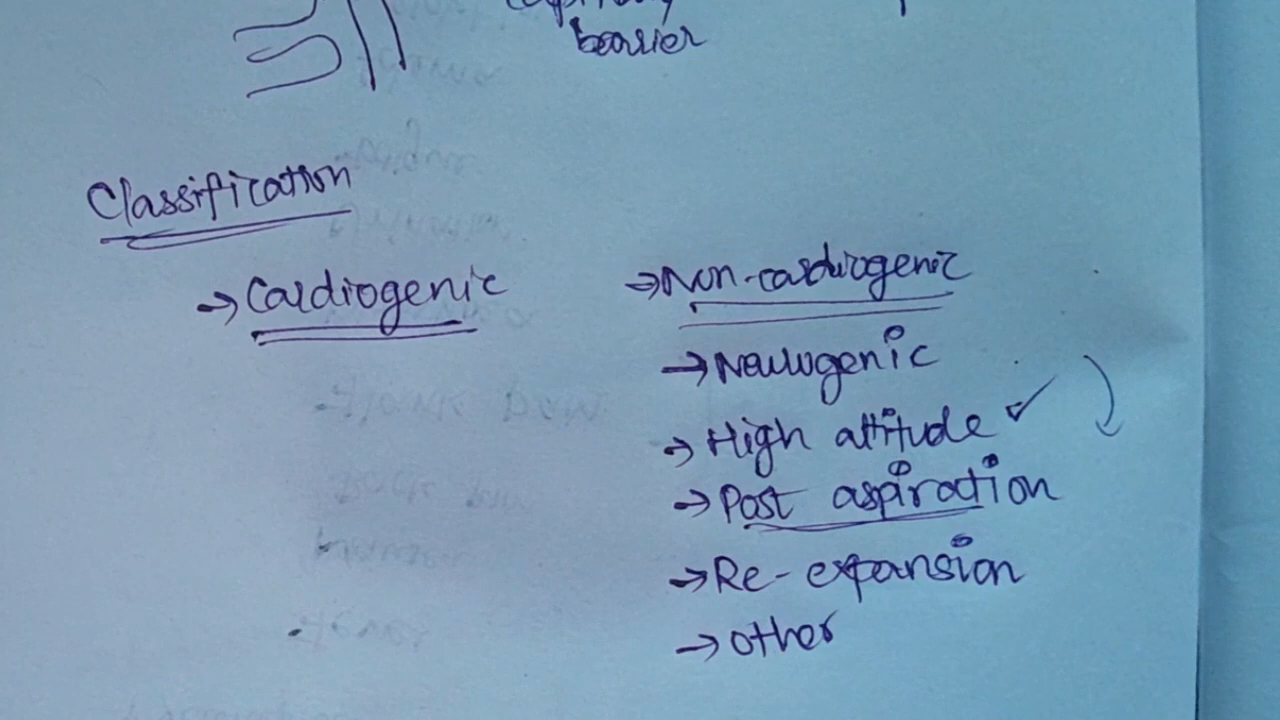 barrier
Classification
→ Cardiogenic
→ Non-cardiogenic
→ Neurogenic
→ High altitude ✓
→ Post aspiration
→ Re-expansion
→ other